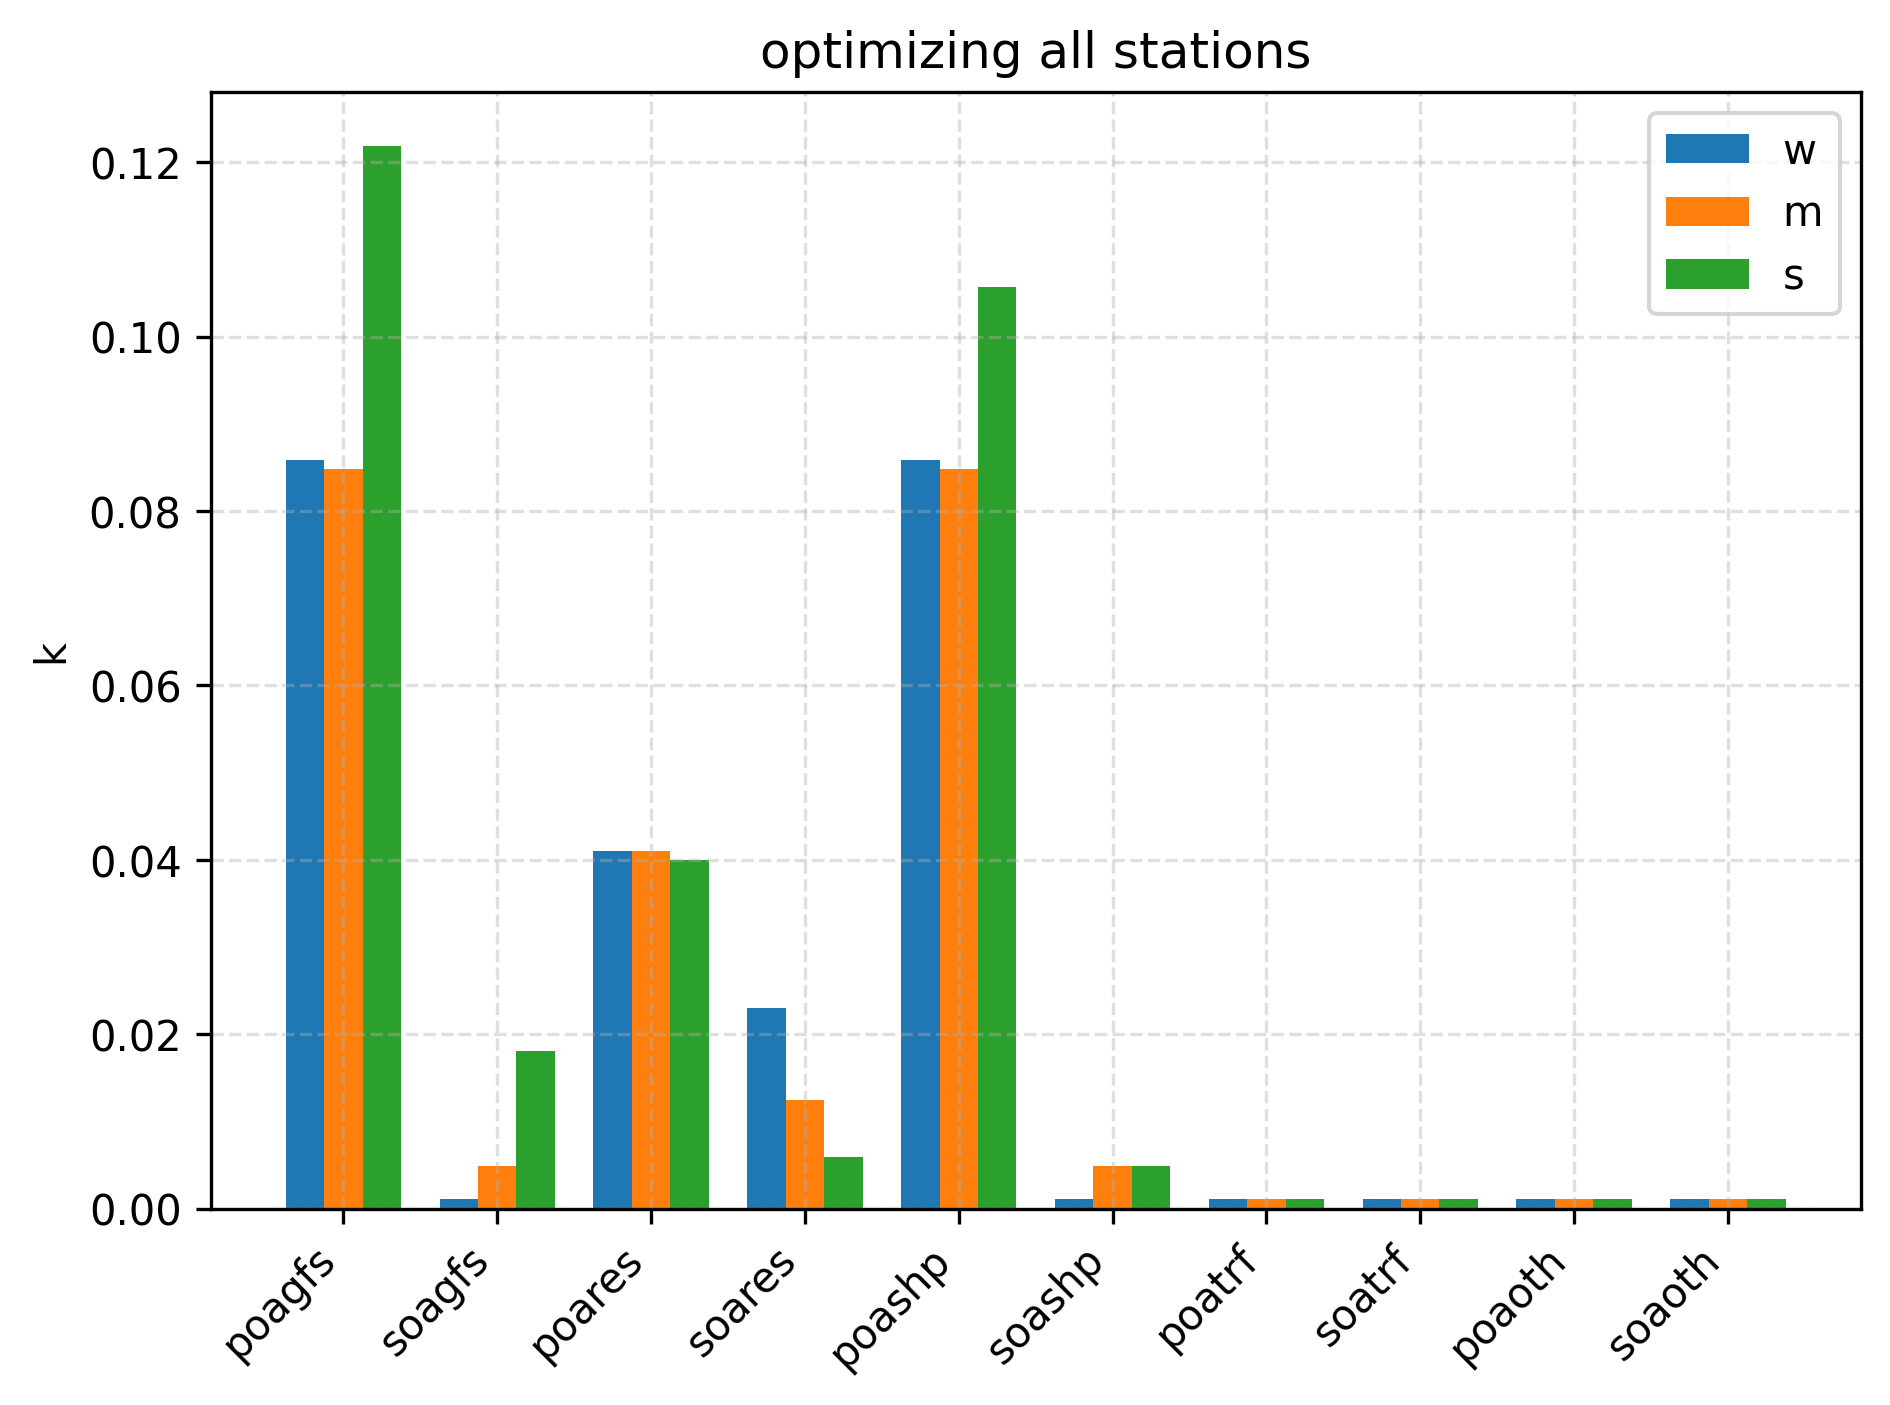 optimizing all stations
w
m
s
k
0.12
0.10
0.08
0.06
0.04
0.02
0.00
poagfs
soagfs
poares
soares
poashp
soashp
poatrf
soatrf
poaoth
soaoth